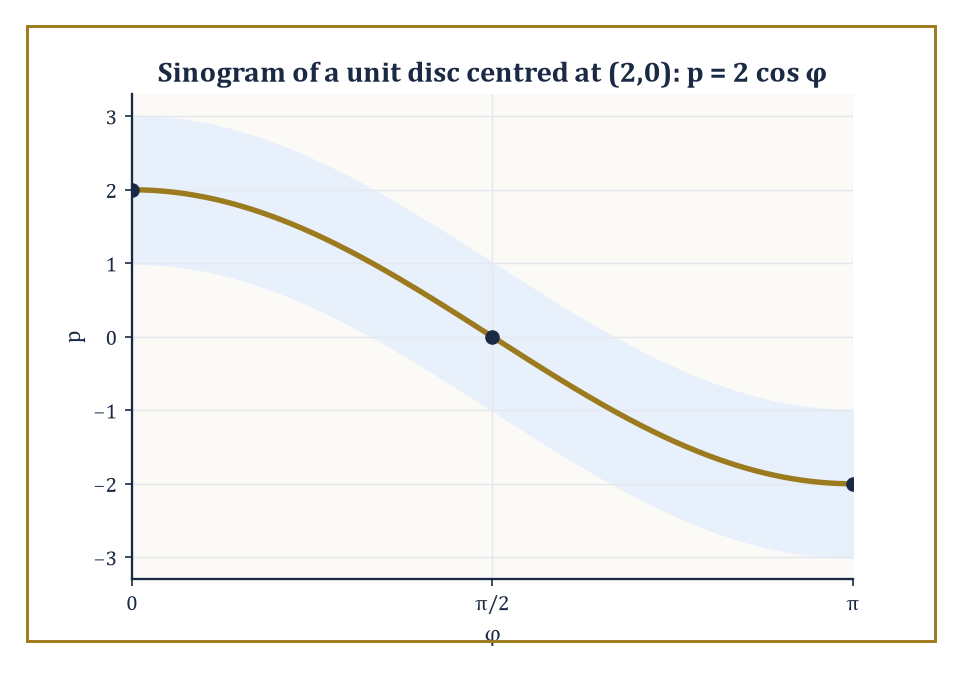 Sinogram of a unit disc centred at (2,0): p = 2 cos φ
3
2
1
0
−1
−2
−3
p
0 π/2 π
φ